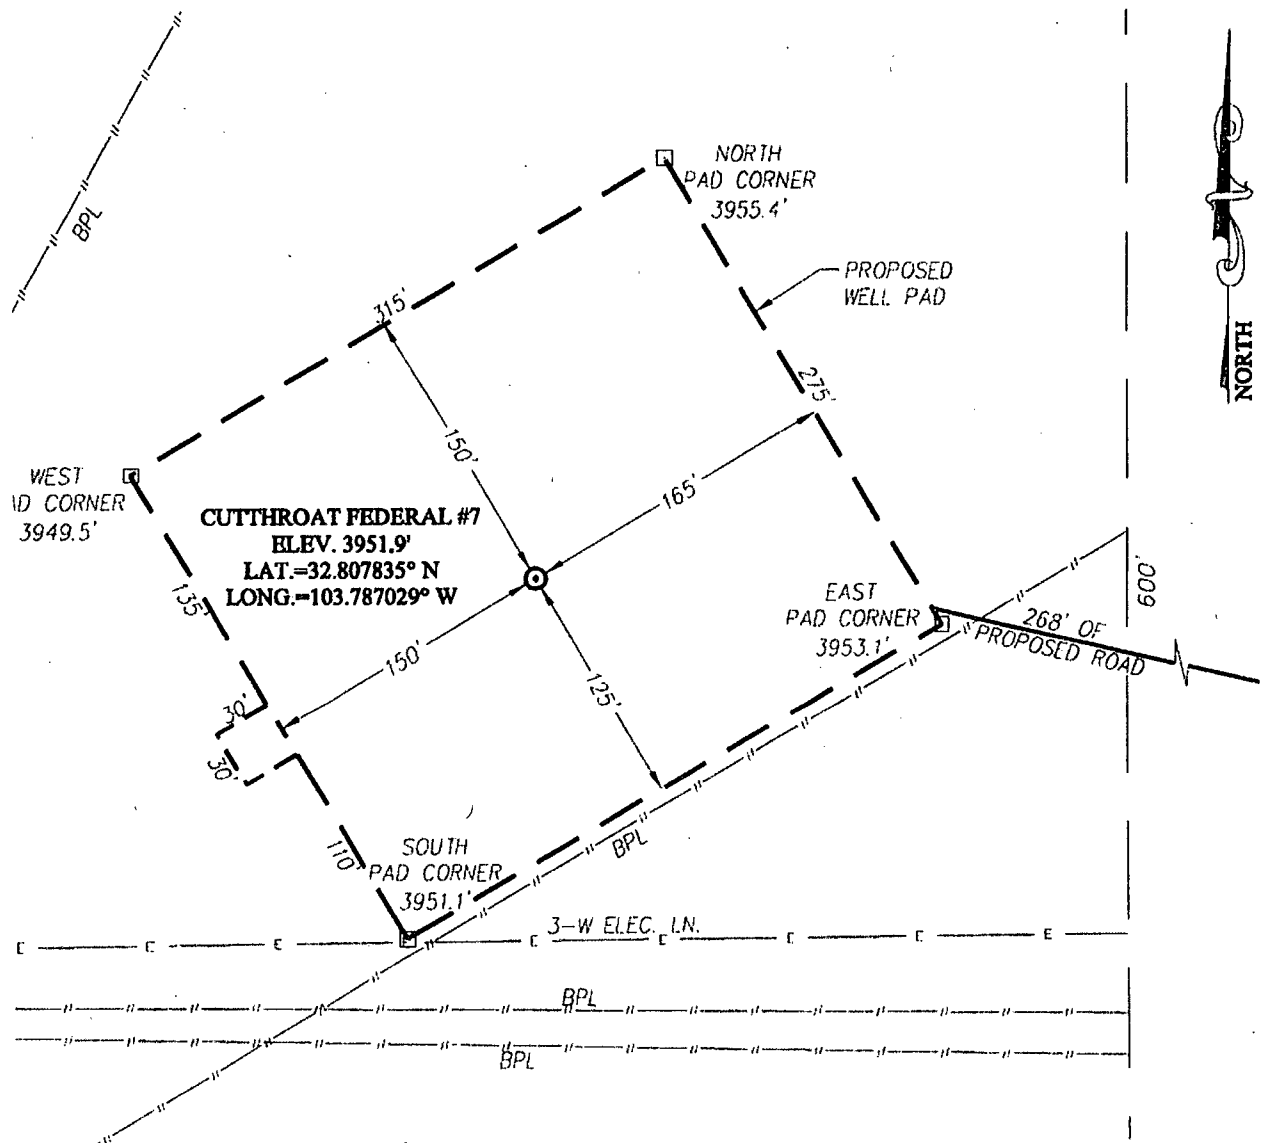 BPL
NORTH
PAD CORNER
3955.4'
PROPOSED
WELL PAD
315'
275'
NORTH
150'
165'
WEST
D CORNER
3949.5'
CUTTHROAT FEDERAL #7
ELEV. 3951.9'
LAT.=32.807835° N
LONG.=103.787029° W
135'
EAST
PAD CORNER
3953.1'
600'
268' OF
PROPOSED ROAD
150'
125'
30'
30'
110'
SOUTH
PAD CORNER
3951.1'
BPL
3-W ELEC. LN.
E E E E E E E E E
BPL
BPL